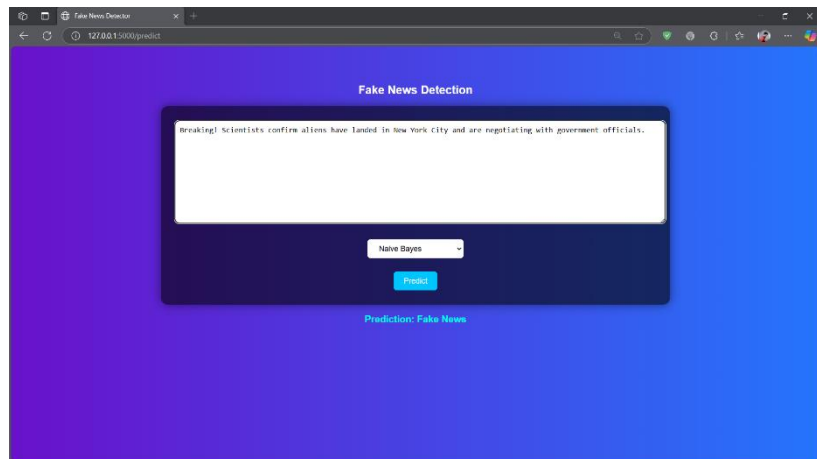 Fake News Detector
127.0.0.1:5000/predict
Fake News Detection
Breaking! Scientists confirm aliens have landed in New York City and are negotiating with government officials.
Naive Bayes
Predict
Prediction: Fake News